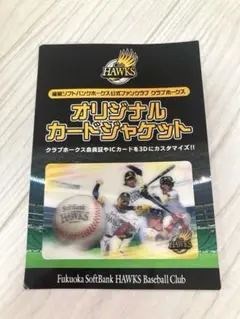 HAWKS
福岡ソフトバンクホークス公式ファンクラブ クラブホークス
オリジナル
カードジャケット
クラブホークス会員証やICカードを3Dにカスタマイズ!!
SoftBank
HAWKS
HAWKS
Fukuoka SoftBank HAWKS Baseball Club